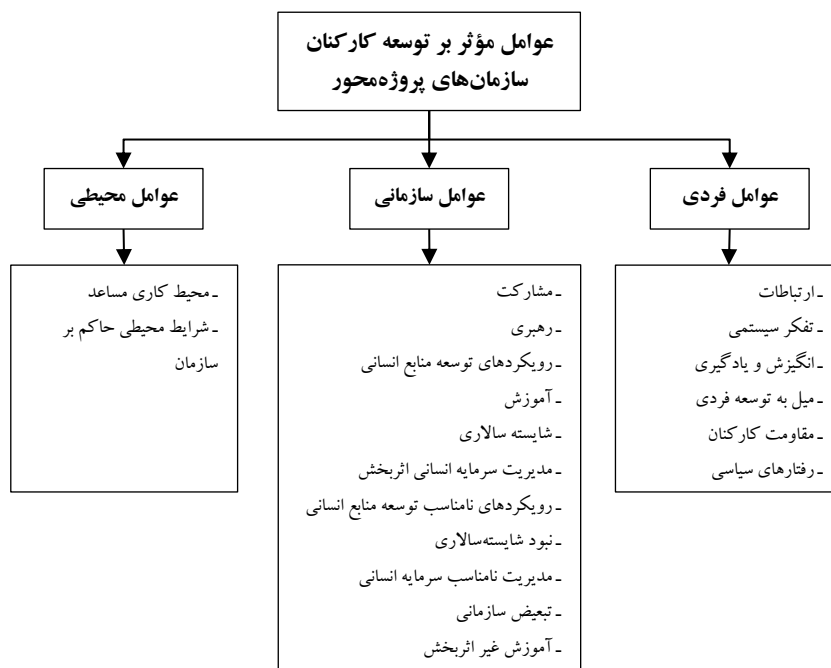 عوامل مؤثر بر توسعه کارکنان
سازمان‌های پروژه‌محور
عوامل فردی
ـ ارتباطات
ـ تفکر سیستمی
ـ انگیزش و یادگیری
ـ میل به توسعه فردی
ـ مقاومت کارکنان
ـ رفتارهای سیاسی
عوامل سازمانی
ـ مشارکت
ـ رهبری
ـ رویکردهای توسعه منابع انسانی
ـ آموزش
ـ شایسته سالاری
ـ مدیریت سرمایه انسانی اثربخش
ـ رویکردهای نامناسب توسعه منابع انسانی
ـ نبود شایسته‌سالاری
ـ مدیریت نامناسب سرمایه انسانی
ـ تبعیض سازمانی
ـ آموزش غیر اثربخش
عوامل محیطی
ـ محیط کاری مساعد
ـ شرایط محیطی حاکم بر
سازمان